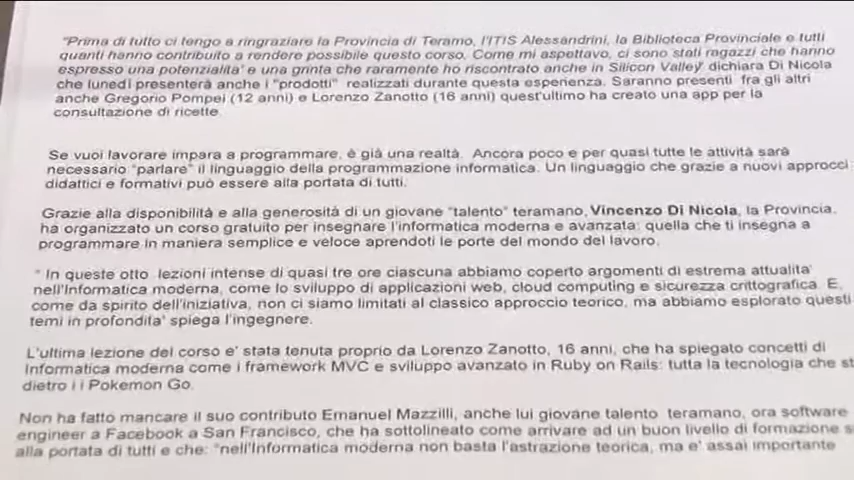 "Prima di tutto ci tengo a ringraziare la Provincia di Teramo, l'ITIS Alessandrini, la Biblioteca Provinciale e tutti
quanti hanno contribuito a rendere possibile questo corso. Come mi aspettavo, ci sono stati ragazzi che hanno
espresso una potenzialita' e una grinta che raramente ho riscontrato anche in Silicon Valley" dichiara Di Nicola
che lunedì presenterà anche i "prodotti" realizzati durante questa esperienza. Saranno presenti fra gli altri
anche Gregorio Pompei (12 anni) e Lorenzo Zanotto (16 anni) quest'ultimo ha creato una app per la
consultazione di ricette.
Se vuoi lavorare impara a programmare, è già una realtà. Ancora poco e per quasi tutte le attività sarà
necessario "parlare" il linguaggio della programmazione informatica. Un linguaggio che grazie a nuovi approcci
didattici e formativi può essere alla portata di tutti.
Grazie alla disponibilità e alla generosità di un giovane "talento" teramano, Vincenzo Di Nicola, la Provincia.
ha organizzato un corso gratuito per insegnare l'informatica moderna e avanzata: quella che ti insegna a
programmare in maniera semplice e veloce aprendoti le porte del mondo del lavoro.
" In queste otto lezioni intense di quasi tre ore ciascuna abbiamo coperto argomenti di estrema attualita'
nell'Informatica moderna, come lo sviluppo di applicazioni web, cloud computing e sicurezza crittografica. E,
come da spirito dell'iniziativa, non ci siamo limitati al classico approccio teorico, ma abbiamo esplorato questi
temi in profondita' spiega l'ingegnere.
L'ultima lezione del corso e' stata tenuta proprio da Lorenzo Zanotto, 16 anni, che ha spiegato concetti di
Informatica moderna come i framework MVC e sviluppo avanzato in Ruby on Rails: tutta la tecnologia che st
dietro i i Pokemon Go.
Non ha fatto mancare il suo contributo Emanuel Mazzilli, anche lui giovane talento teramano, ora software
engineer a Facebook a San Francisco, che ha sottolineato come arrivare ad un buon livello di formazione s
alla portata di tutti e che: "nell'Informatica moderna non basta l'astrazione teorica, ma e' assai importante